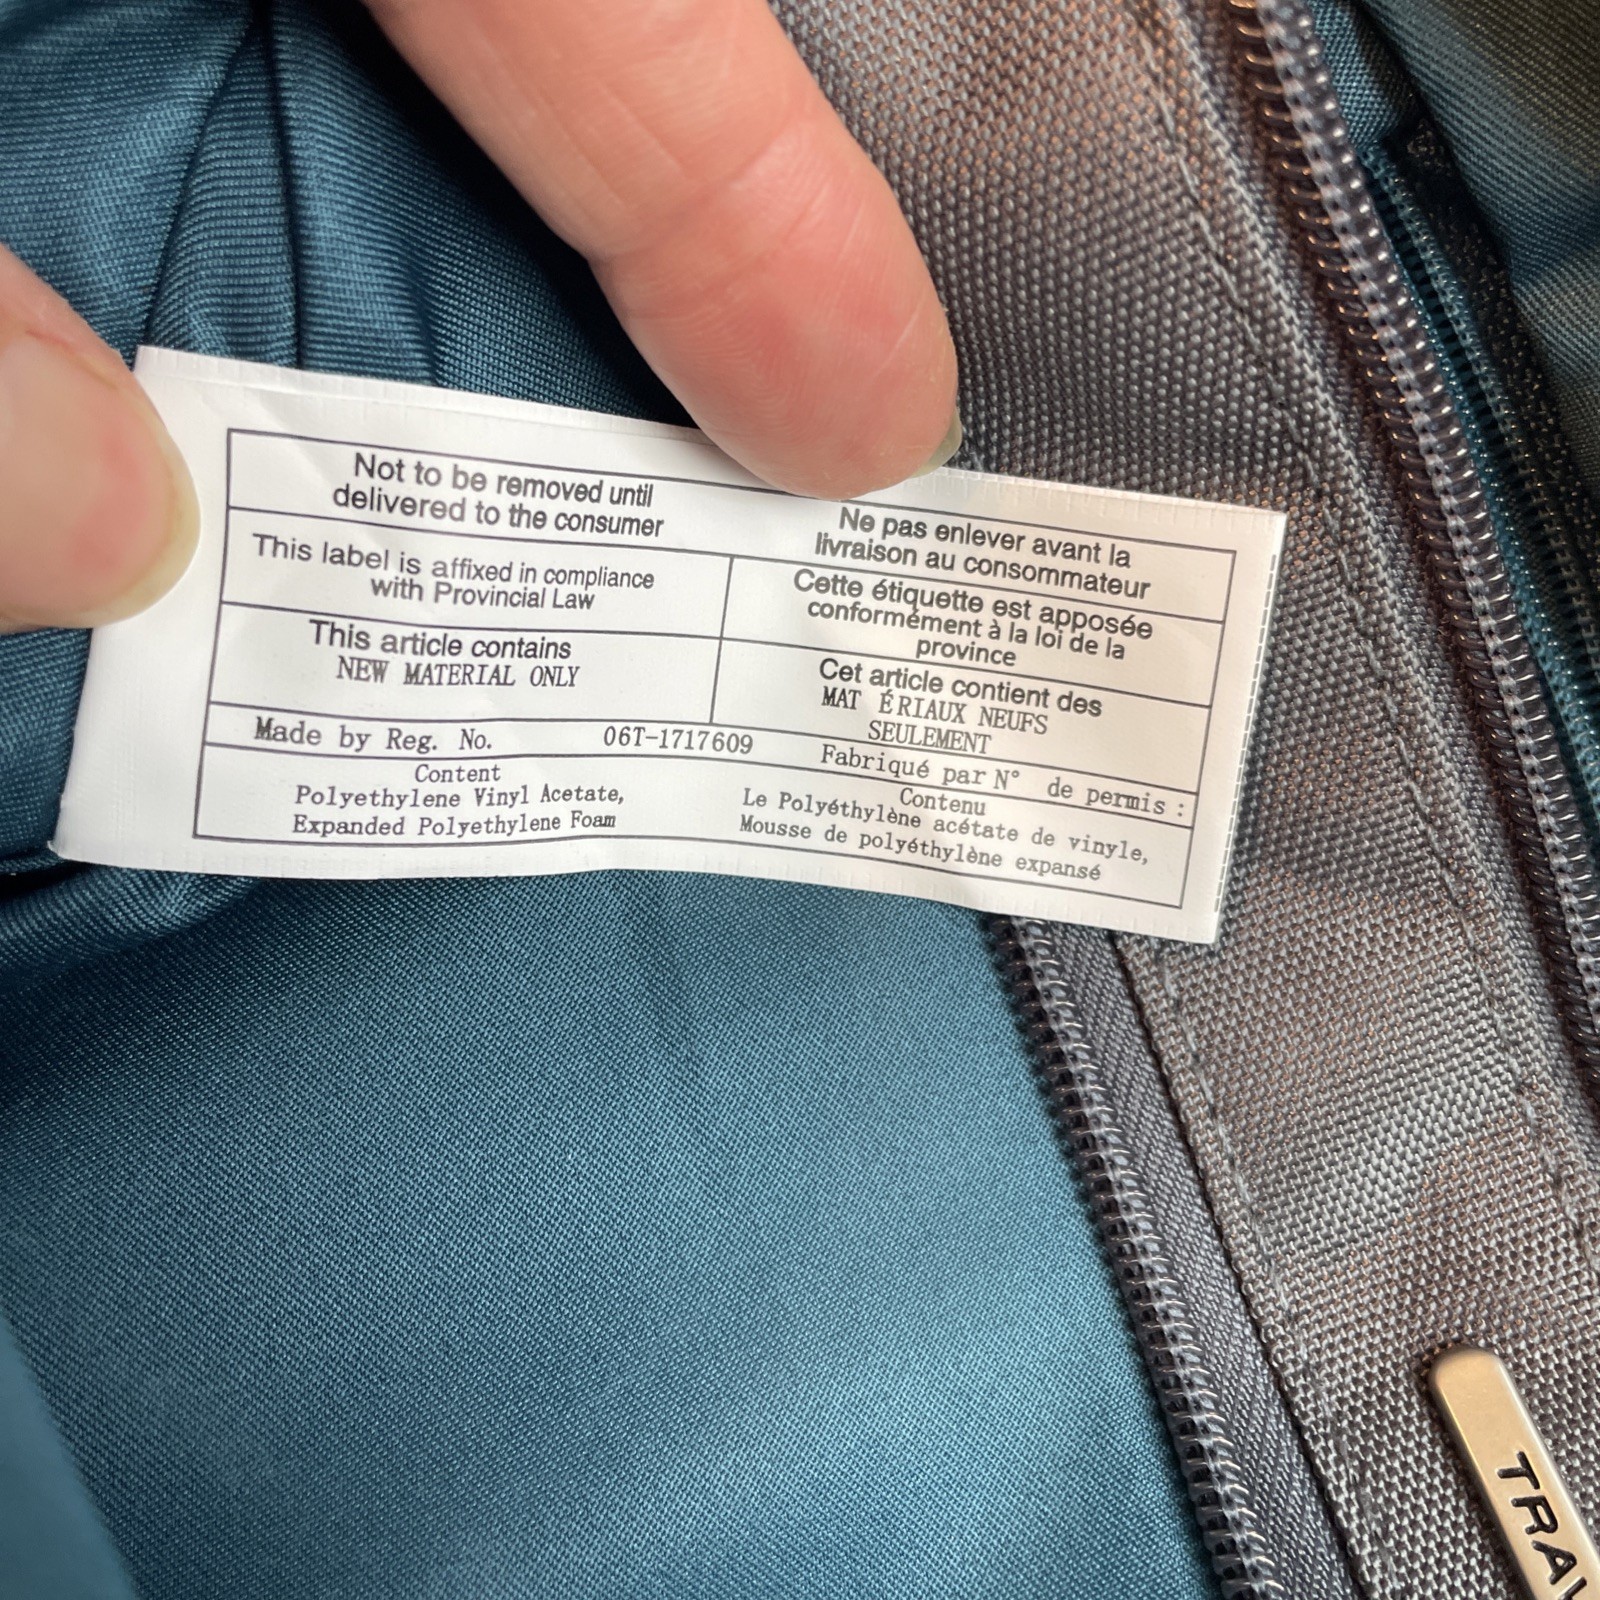 Not to be removed until
delivered to the consumer
Ne pas enlever avant la
livraison au consommateur
This label is affixed in compliance
with Provincial Law
Cette étiquette est apposée
conformément à la loi de la
province
This article contains
NEW MATERIAL ONLY
Cet article contient des
MAT ÉRIAUX NEUFS
SEULEMENT
Made by Reg. No. 06T-1717609 Fabriqué par N° de permis :
Content
Polyethylene Vinyl Acetate,
Expanded Polyethylene Foam
Contenu
Le Polyéthylène acétate de vinyle,
Mousse de polyéthylène expansé